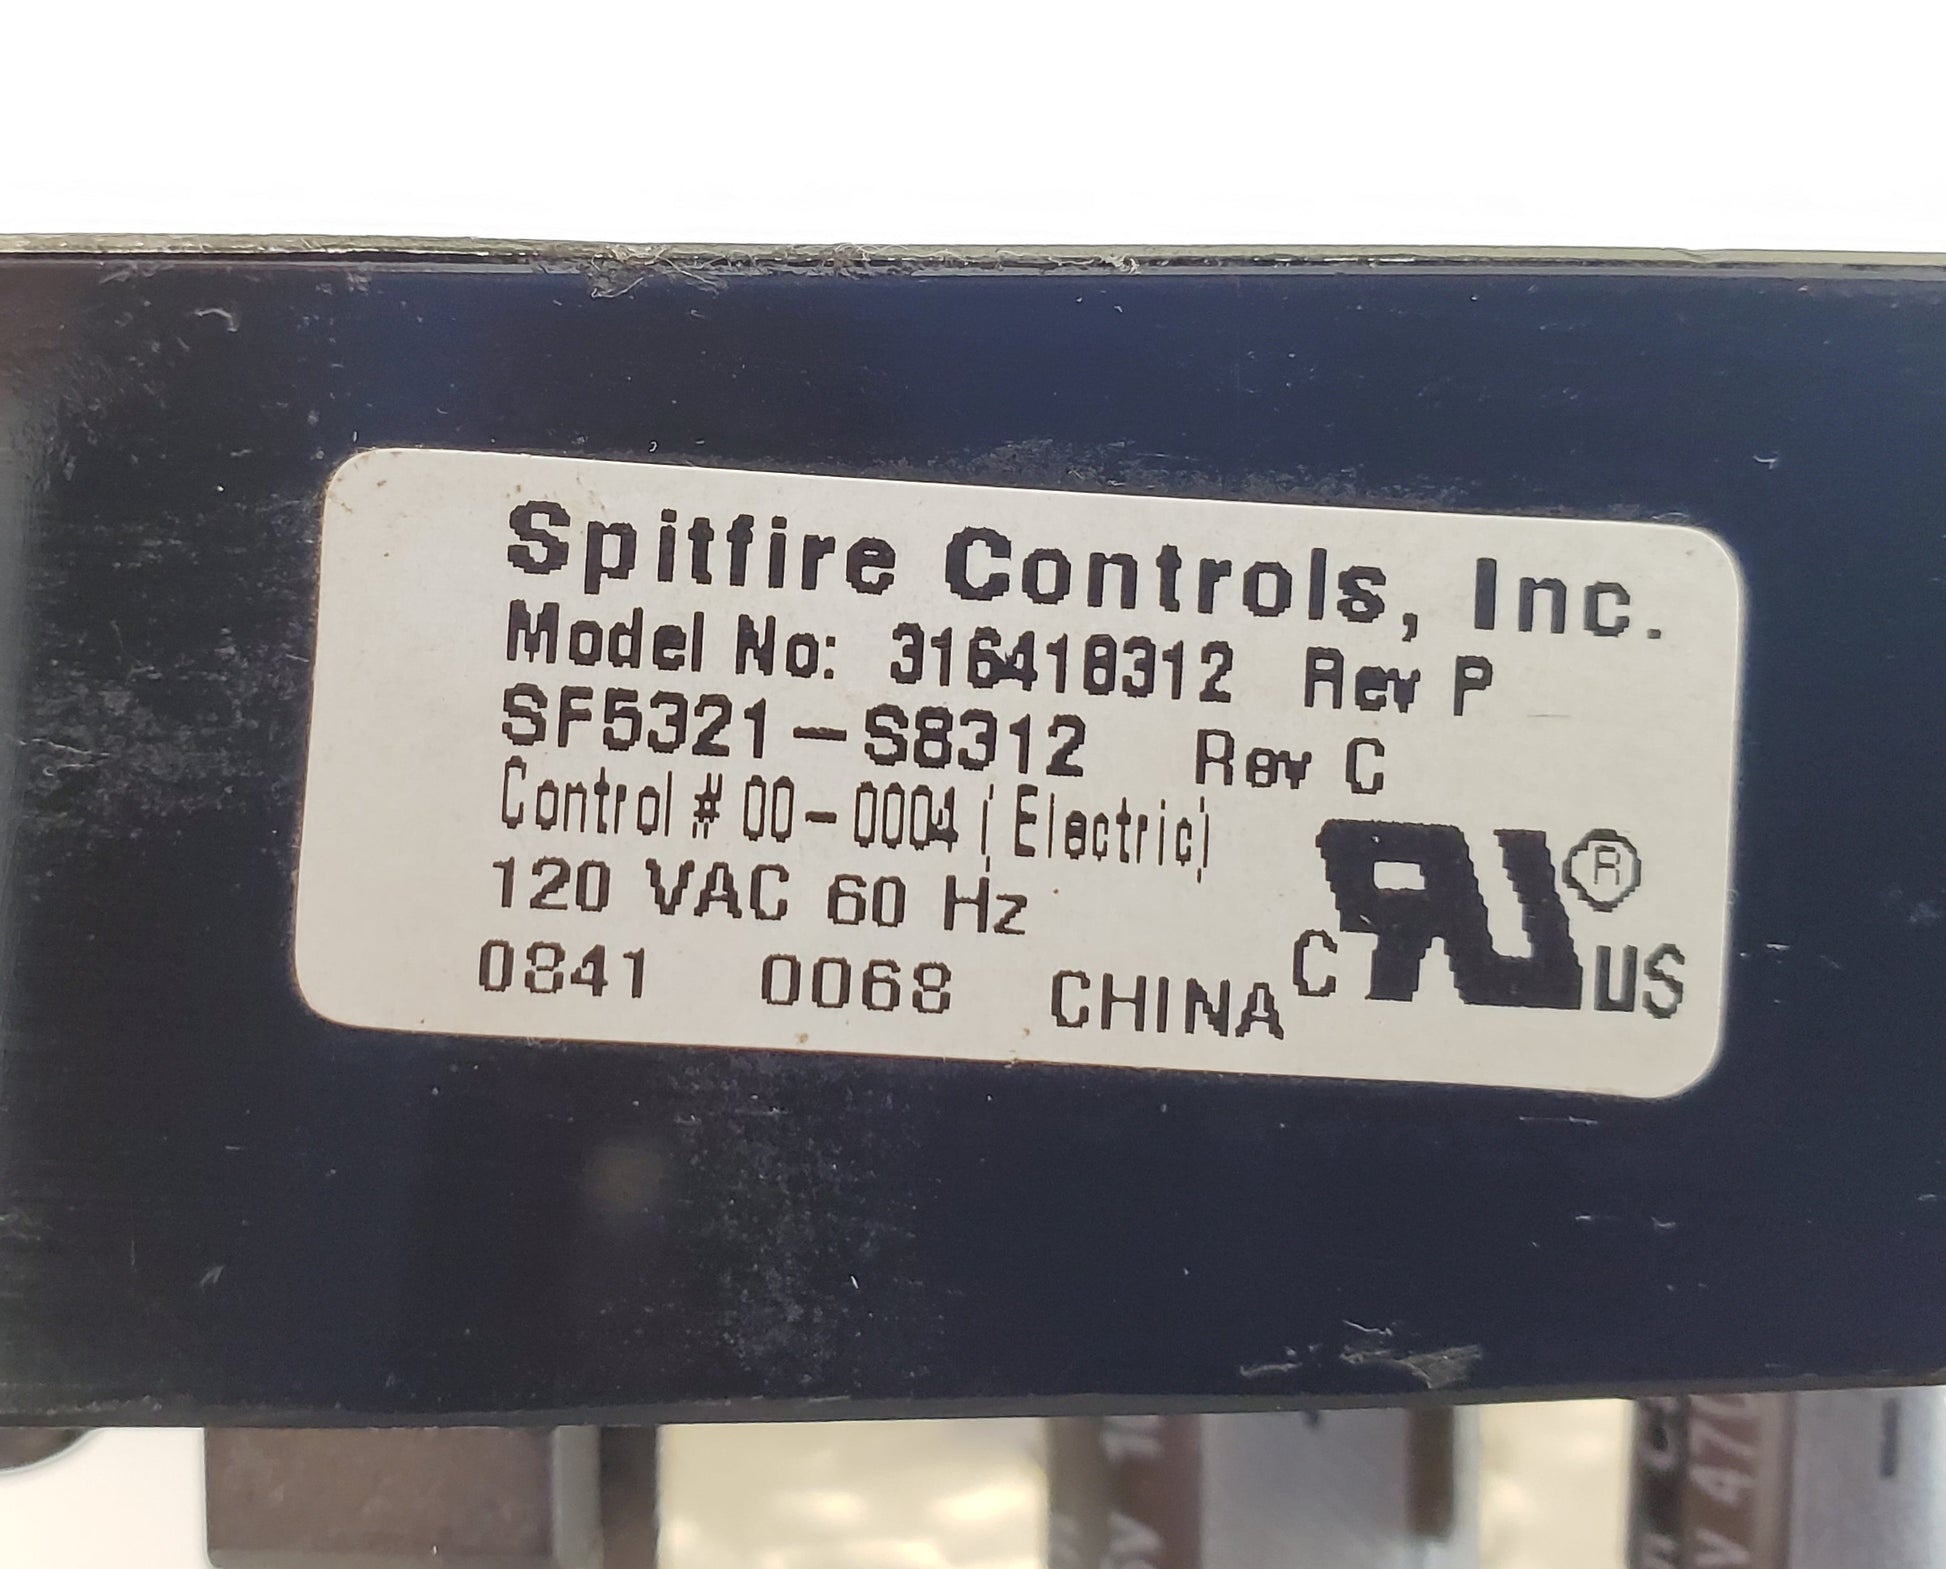 Spitfire Controls, Inc.
Model No: 316418312 Rev P
SF5321-S8312 Rev C
Control # 00-0004 (Electric)
120 VAC 60 Hz
0841 0068 CHINA
C RU ® US